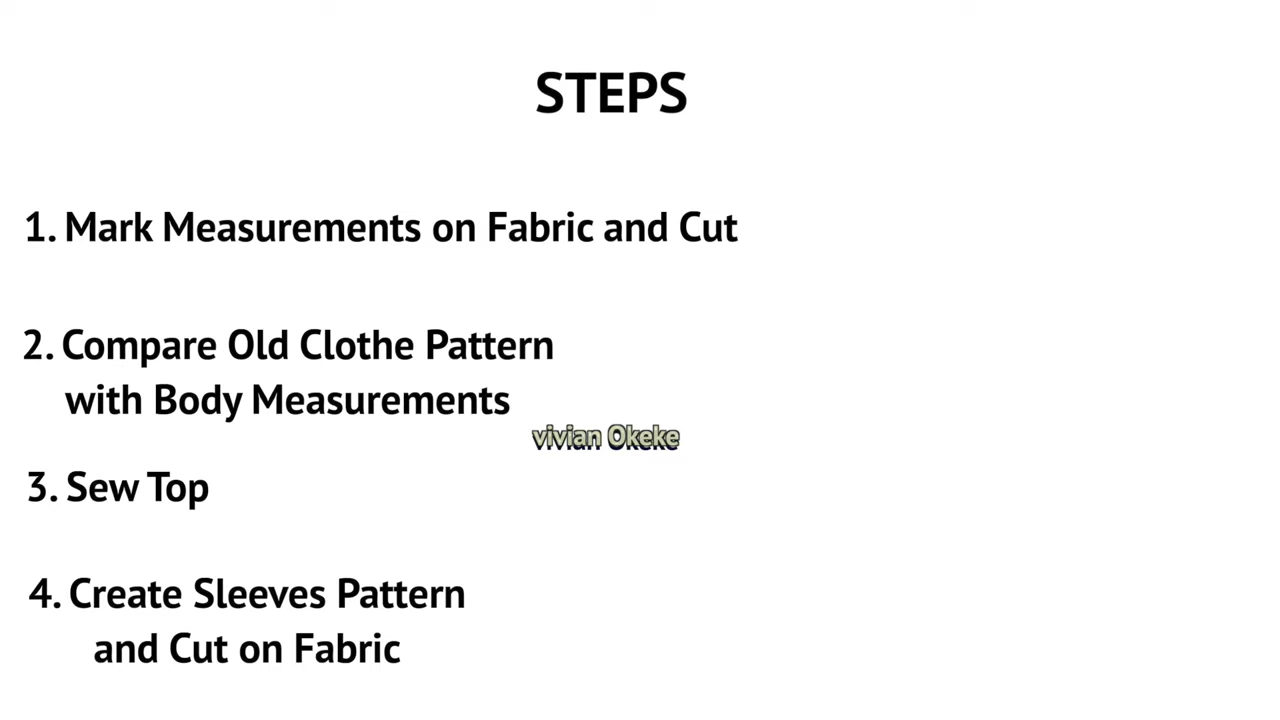 STEPS
1. Mark Measurements on Fabric and Cut
2. Compare Old Clothe Pattern
with Body Measurements
vivian Okeke
3. Sew Top
4. Create Sleeves Pattern
and Cut on Fabric